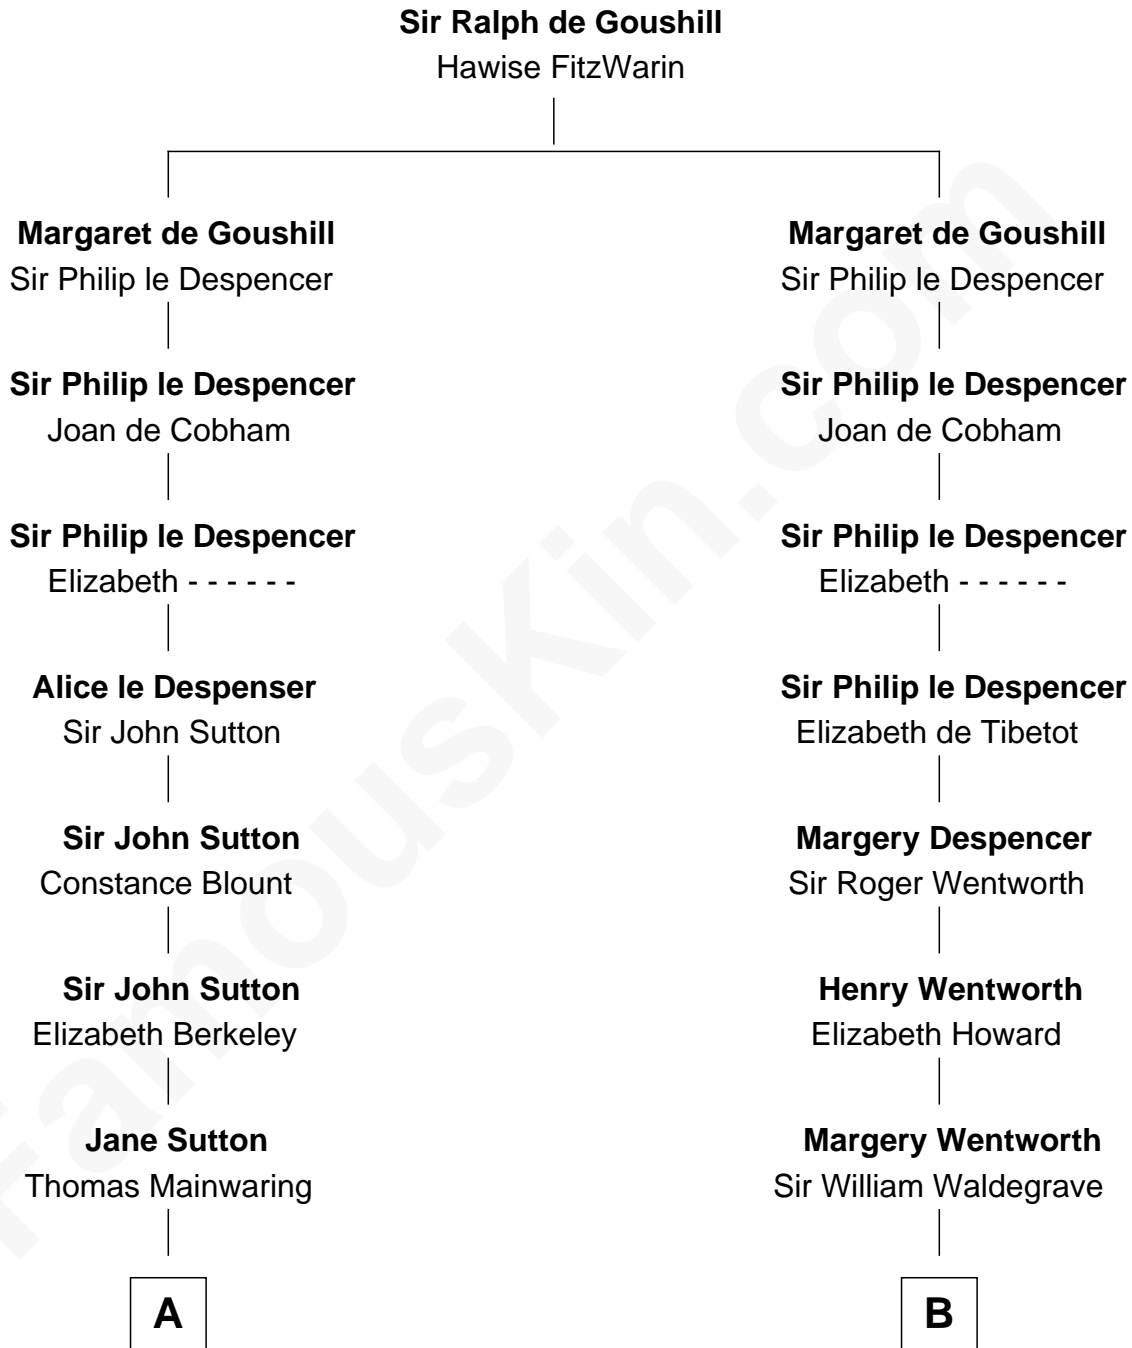 Sir Ralph de Goushill
Hawise FitzWarin
Margaret de Goushill
Sir Philip le Despencer
Margaret de Goushill
Sir Philip le Despencer
Sir Philip le Despencer
Joan de Cobham
Sir Philip le Despencer
Joan de Cobham
Sir Philip le Despencer
Elizabeth - - - - - -
Sir Philip le Despencer
Elizabeth - - - - - -
Alice le Despenser
Sir John Sutton
Sir Philip le Despencer
Elizabeth de Tibetot
Sir John Sutton
Constance Blount
Margery Despencer
Sir Roger Wentworth
Sir John Sutton
Elizabeth Berkeley
Henry Wentworth
Elizabeth Howard
Jane Sutton
Thomas Mainwaring
Margery Wentworth
Sir William Waldegrave
A
B
FamousKin.com